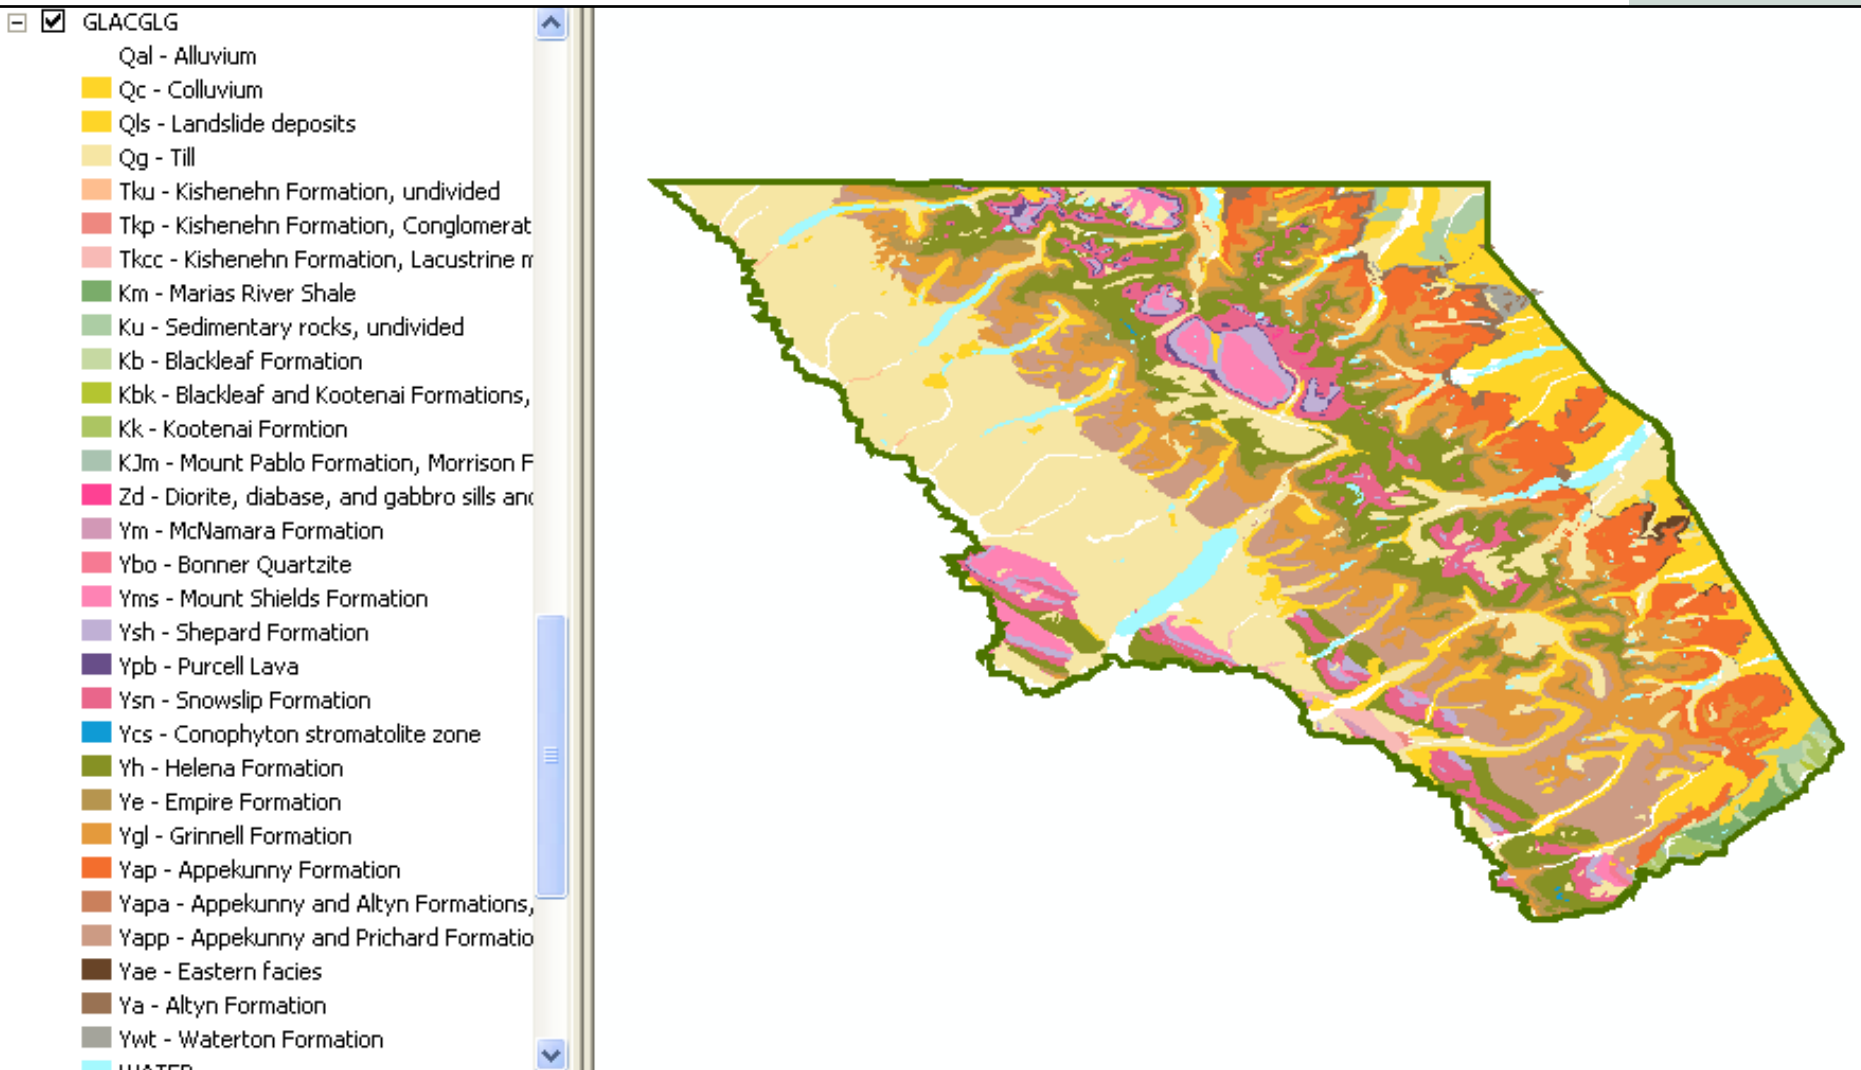 GLACGLG
Qal - Alluvium
Qc - Colluvium
Qls - Landslide deposits
Qg - Till
Tku - Kishenehn Formation, undivided
Tkp - Kishenehn Formation, Conglomerat
Tkcc - Kishenehn Formation, Lacustrine
Km - Marias River Shale
Ku - Sedimentary rocks, undivided
Kb - Blackleaf Formation
Kbk - Blackleaf and Kootenai Formations,
Kk - Kootenai Formtion
KJm - Mount Pablo Formation, Morrison F
Zd - Diorite, diabase, and gabbro sills and
Ym - McNamara Formation
Ybo - Bonner Quartzite
Yms - Mount Shields Formation
Ysh - Shepard Formation
Ypb - Purcell Lava
Ysn - Snowslip Formation
Ycs - Conophyton stromatolite zone
Yh - Helena Formation
Ye - Empire Formation
Ygl - Grinnell Formation
Yap - Appekunny Formation
Yapa - Appekunny and Altyn Formations,
Yapp - Appekunny and Prichard Formatio
Yae - Eastern facies
Ya - Altyn Formation
Ywt - Waterton Formation
WATER